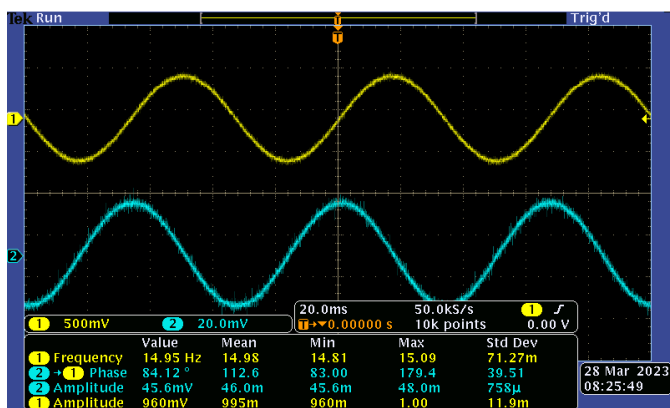 Tek Run Trig'd
T
T
1
2
20.0ms 50.0kS/s 1
1 500mV 2 20.0mV T→▼0.00000 s 10k points 0.00 V
Value Mean Min Max Std Dev
1 Frequency 14.95 Hz 14.98 14.81 15.09 71.27m
2 →1 Phase 84.12 ° 112.6 83.00 179.4 39.51
2 Amplitude 45.6mV 46.0m 45.6m 48.0m 758µ
1 Amplitude 960mV 995m 960m 1.00 11.9m
28 Mar 2023
08:25:49